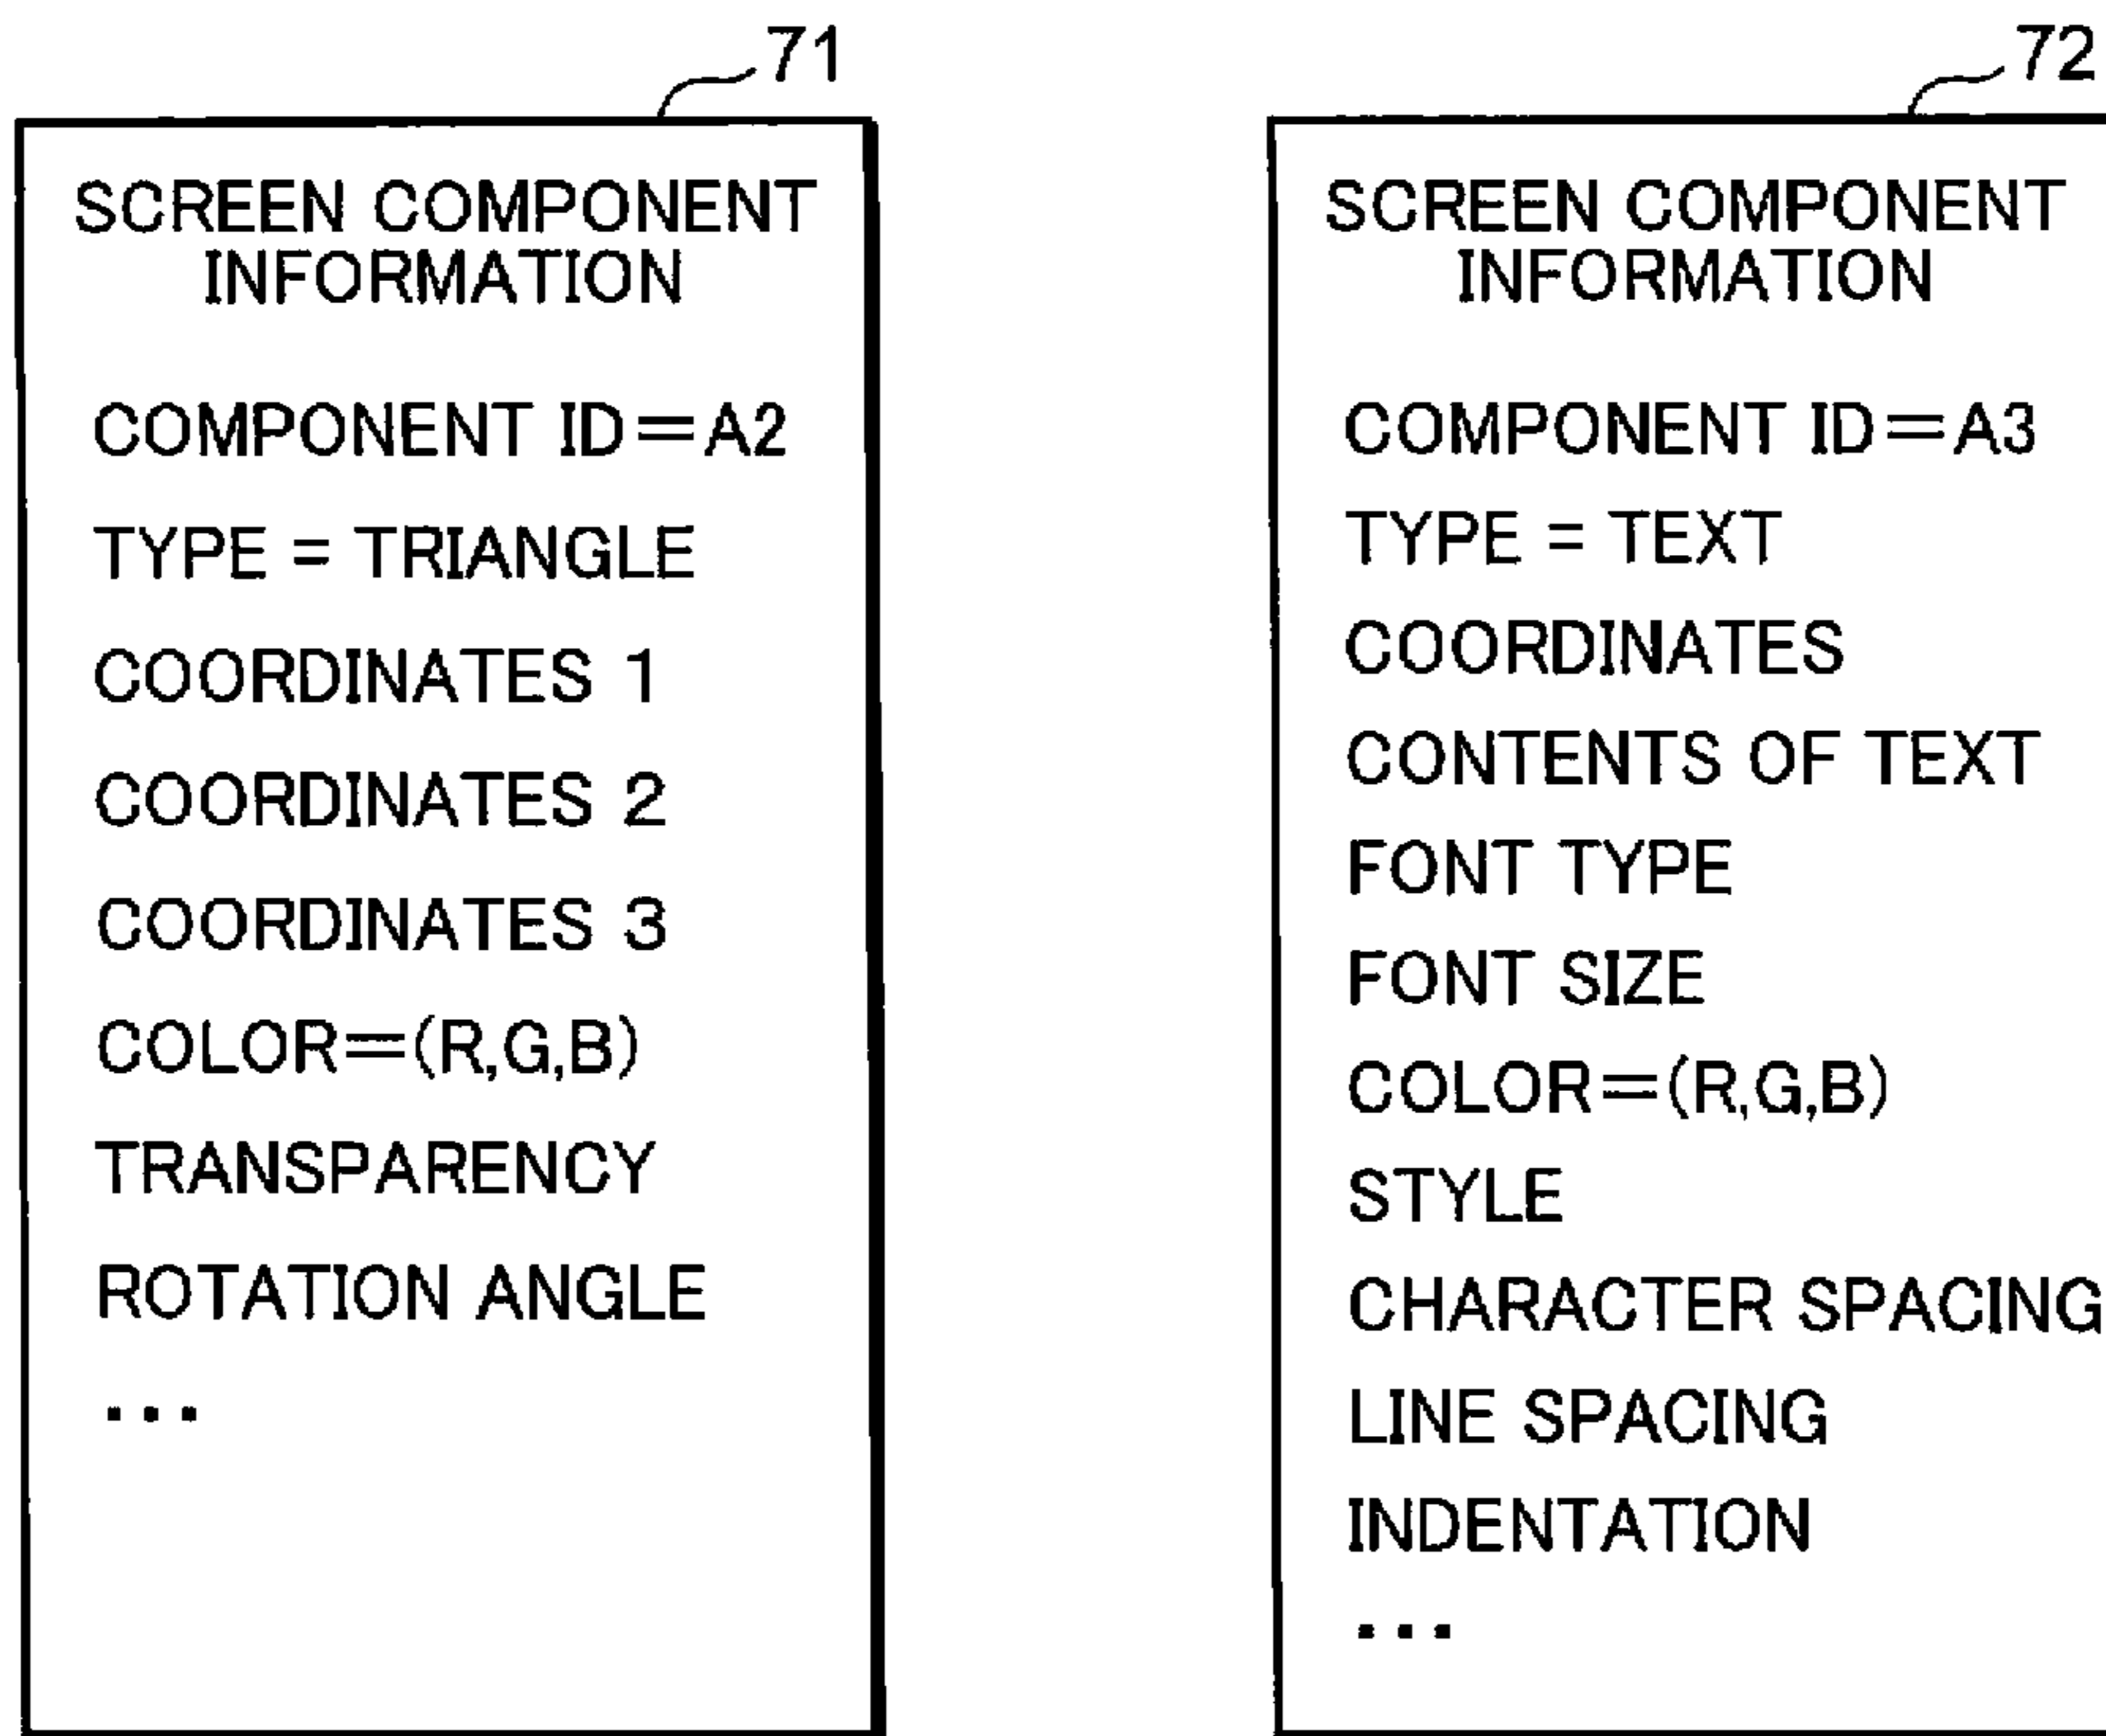 71
SCREEN COMPONENT
INFORMATION
COMPONENT ID=A2
TYPE = TRIANGLE
COORDINATES 1
COORDINATES 2
COORDINATES 3
COLOR=(R,G,B)
TRANSPARENCY
ROTATION ANGLE
...
72
SCREEN COMPONENT
INFORMATION
COMPONENT ID=A3
TYPE = TEXT
COORDINATES
CONTENTS OF TEXT
FONT TYPE
FONT SIZE
COLOR=(R,G,B)
STYLE
CHARACTER SPACING
LINE SPACING
INDENTATION
...